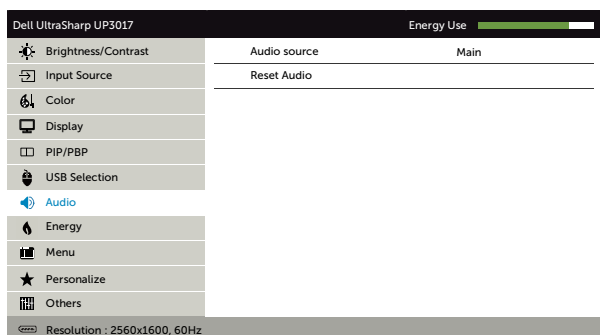 Dell UltraSharp UP3017 Energy Use
Brightness/Contrast Audio source Main
Input Source Reset Audio
Color
Display
PIP/PBP
USB Selection
Audio
Energy
Menu
Personalize
Others
Resolution : 2560x1600, 60Hz